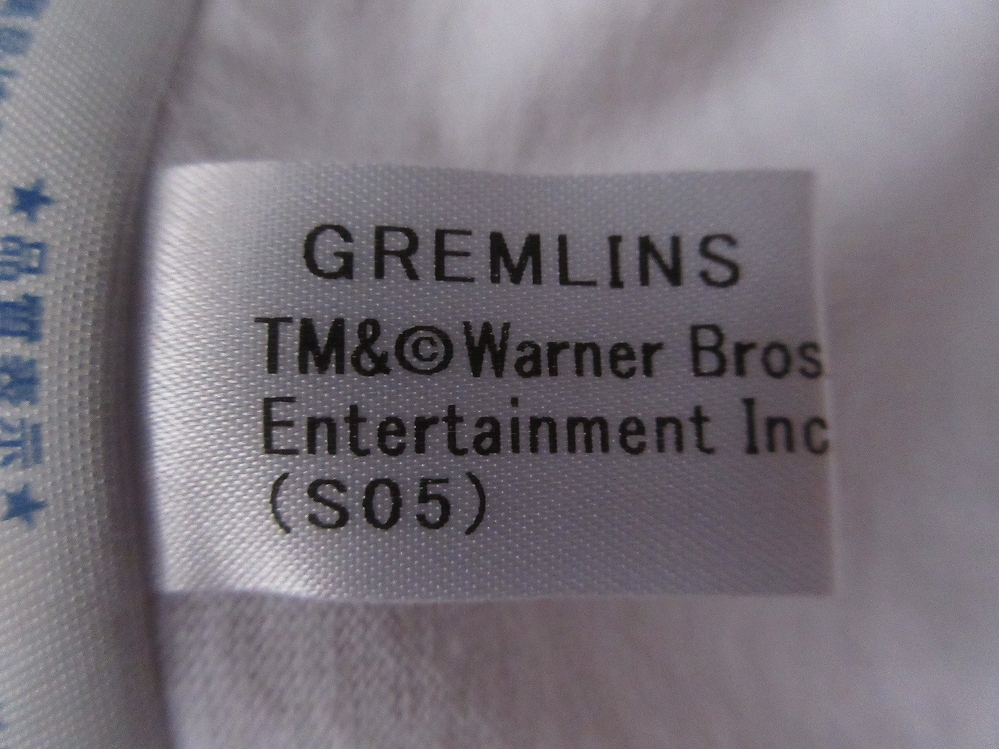 GREMLINS
TM&©Warner Bros
Entertainment Inc
(S05)